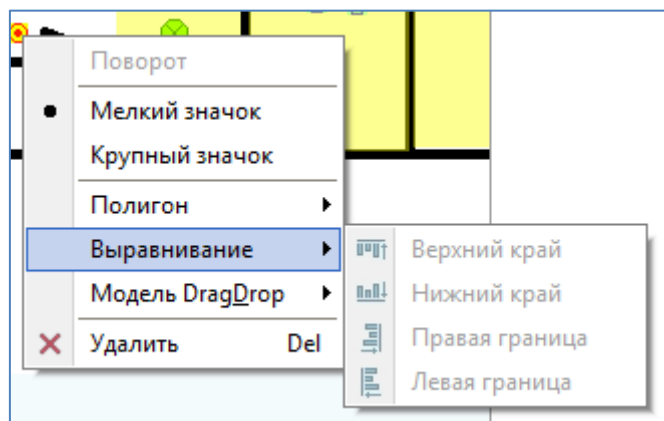 Поворот
Мелкий значок
Крупный значок
Полигон
Выравнивание
Модель DragDrop
Удалить Del
Верхний край
Нижний край
Правая граница
Левая граница